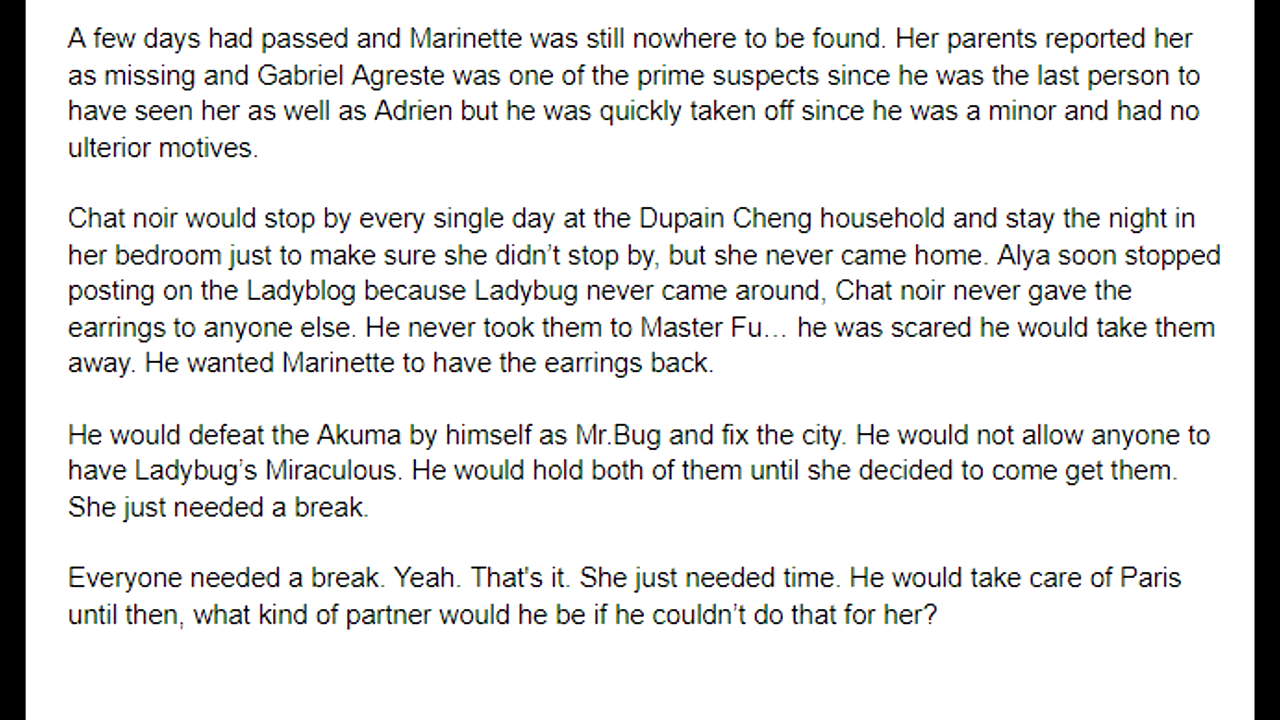 A few days had passed and Marinette was still nowhere to be found. Her parents reported her
as missing and Gabriel Agreste was one of the prime suspects since he was the last person to
have seen her as well as Adrien but he was quickly taken off since he was a minor and had no
ulterior motives.
Chat noir would stop by every single day at the Dupain Cheng household and stay the night in
her bedroom just to make sure she didn’t stop by, but she never came home. Alya soon stopped
posting on the Ladyblog because Ladybug never came around, Chat noir never gave the
earrings to anyone else. He never took them to Master Fu… he was scared he would take them
away. He wanted Marinette to have the earrings back.
He would defeat the Akuma by himself as Mr.Bug and fix the city. He would not allow anyone to
have Ladybug’s Miraculous. He would hold both of them until she decided to come get them.
She just needed a break.
Everyone needed a break. Yeah. That's it. She just needed time. He would take care of Paris
until then, what kind of partner would he be if he couldn’t do that for her?